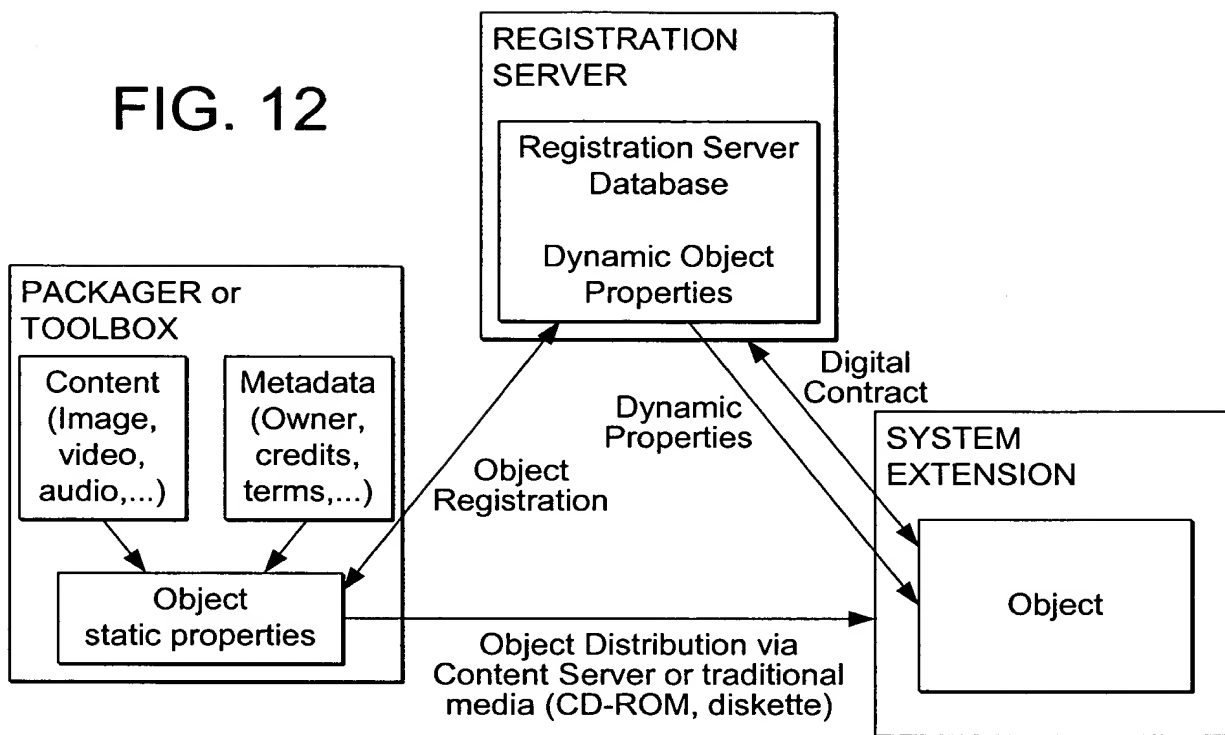 FIG. 12
REGISTRATION
SERVER
Registration Server
Database
Dynamic Object
Properties
PACKAGER or
TOOLBOX
Content
(Image,
video,
audio,...)
Metadata
(Owner,
credits,
terms,...)
Object
static properties
Object
Registration
Dynamic
Properties
Digital
Contract
SYSTEM
EXTENSION
Object
Object Distribution via
Content Server or traditional
media (CD-ROM, diskette)